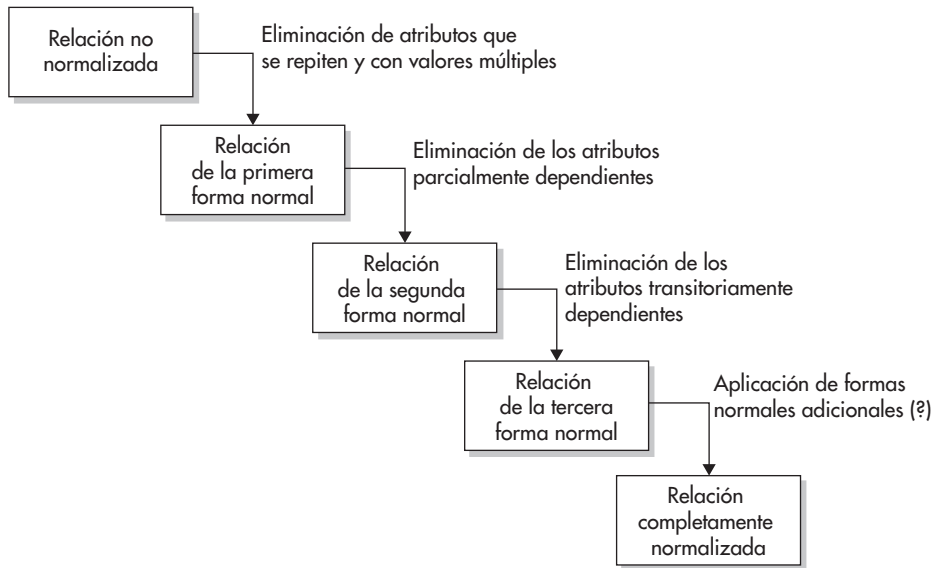 Relación no
normalizada
Eliminación de atributos que
se repiten y con valores múltiples
Relación
de la primera
forma normal
Eliminación de los atributos
parcialmente dependientes
Relación
de la segunda
forma normal
Eliminación de los
atributos transitoriamente
dependientes
Relación
de la tercera
forma normal
Aplicación de formas
normales adicionales (?)
Relación
completamente
normalizada